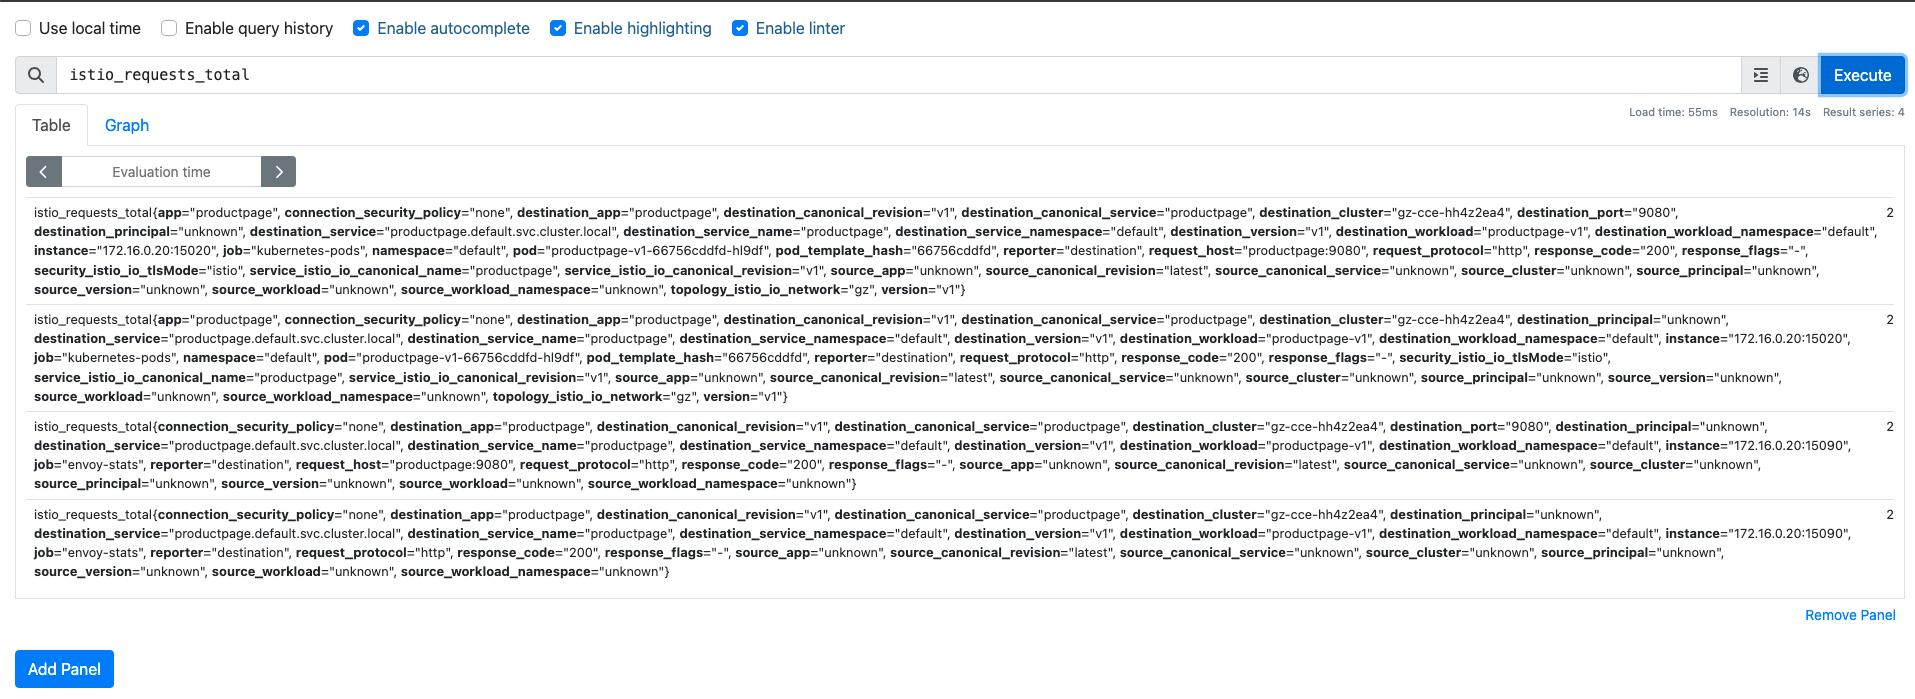 Use local time Enable query history Enable autocomplete Enable highlighting Enable linter
istio_requests_total Execute
Table Graph Load time: 55ms Resolution: 14s Result series: 4
Evaluation time
istio_requests_total{app="productpage", connection_security_policy="none", destination_app="productpage", destination_canonical_revision="v1", destination_canonical_service="productpage", destination_cluster="gz-cce-hh4z2ea4", destination_port="9080", 2
destination_principal="unknown", destination_service="productpage.default.svc.cluster.local", destination_service_name="productpage", destination_service_namespace="default", destination_version="v1", destination_workload="productpage-v1", destination_workload_namespace="default",
instance="172.16.0.20:15020", job="kubernetes-pods", namespace="default", pod="productpage-v1-66756cddfd-hl9df", pod_template_hash="66756cddfd", reporter="destination", request_host="productpage:9080", request_protocol="http", response_code="200", response_flags="-",
security_istio_io_tlsMode="istio", service_istio_io_canonical_name="productpage", service_istio_io_canonical_revision="v1", source_app="unknown", source_canonical_revision="latest", source_canonical_service="unknown", source_cluster="unknown", source_principal="unknown",
source_version="unknown", source_workload="unknown", source_workload_namespace="unknown", topology_istio_io_network="gz", version="v1"}
istio_requests_total{app="productpage", connection_security_policy="none", destination_app="productpage", destination_canonical_revision="v1", destination_canonical_service="productpage", destination_cluster="gz-cce-hh4z2ea4", destination_principal="unknown", 2
destination_service="productpage.default.svc.cluster.local", destination_service_name="productpage", destination_service_namespace="default", destination_version="v1", destination_workload="productpage-v1", destination_workload_namespace="default", instance="172.16.0.20:15020",
job="kubernetes-pods", namespace="default", pod="productpage-v1-66756cddfd-hl9df", pod_template_hash="66756cddfd", reporter="destination", request_protocol="http", response_code="200", response_flags="-", security_istio_io_tlsMode="istio",
service_istio_io_canonical_name="productpage", service_istio_io_canonical_revision="v1", source_app="unknown", source_canonical_revision="latest", source_canonical_service="unknown", source_cluster="unknown", source_principal="unknown", source_version="unknown",
source_workload="unknown", source_workload_namespace="unknown", topology_istio_io_network="gz", version="v1"}
istio_requests_total{connection_security_policy="none", destination_app="productpage", destination_canonical_revision="v1", destination_canonical_service="productpage", destination_cluster="gz-cce-hh4z2ea4", destination_port="9080", destination_principal="unknown", 2
destination_service="productpage.default.svc.cluster.local", destination_service_name="productpage", destination_service_namespace="default", destination_version="v1", destination_workload="productpage-v1", destination_workload_namespace="default", instance="172.16.0.20:15090",
job="envoy-stats", reporter="destination", request_host="productpage:9080", request_protocol="http", response_code="200", response_flags="-", source_app="unknown", source_canonical_revision="latest", source_canonical_service="unknown", source_cluster="unknown",
source_principal="unknown", source_version="unknown", source_workload="unknown", source_workload_namespace="unknown"}
istio_requests_total{connection_security_policy="none", destination_app="productpage", destination_canonical_revision="v1", destination_canonical_service="productpage", destination_cluster="gz-cce-hh4z2ea4", destination_principal="unknown", 2
destination_service="productpage.default.svc.cluster.local", destination_service_name="productpage", destination_service_namespace="default", destination_version="v1", destination_workload="productpage-v1", destination_workload_namespace="default", instance="172.16.0.20:15090",
job="envoy-stats", reporter="destination", request_protocol="http", response_code="200", response_flags="-", source_app="unknown", source_canonical_revision="latest", source_canonical_service="unknown", source_cluster="unknown", source_principal="unknown",
source_version="unknown", source_workload="unknown", source_workload_namespace="unknown"}
Remove Panel
Add Panel